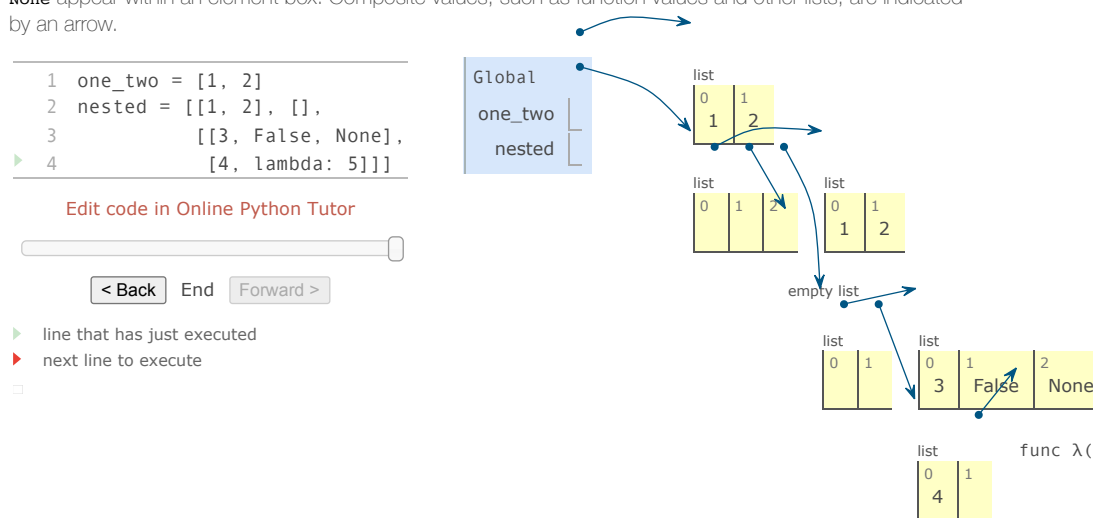 None appear within an element box. Composite values, such as function values and other lists, are indicated
by an arrow.
1 one_two = [1, 2]
2 nested = [[1, 2], [],
3 [[3, False, None],
4 [4, lambda: 5]]]
Edit code in Online Python Tutor
< Back End Forward >
line that has just executed
next line to execute
Global
one_two
nested
list
0 1
1 2
list
0 1 2
list
0 1
1 2
empty list
list
0 1
list
0 1 2
3 False None
list
0 1
4
func λ(